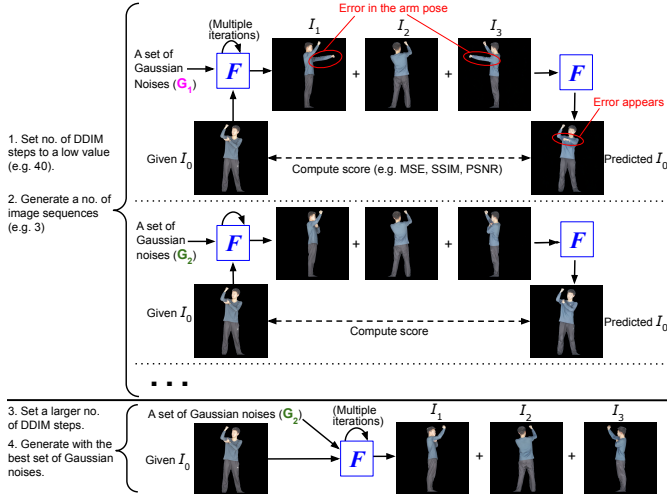 1. Set no. of DDIM
steps to a low value
(e.g. 40).
2. Generate a no. of
image sequences
(e.g. 3)
(Multiple
iterations)
A set of
Gaussian
Noises (G₁)
F
I₁
Error in the arm pose
I₂
I₃
+
+
F
Error appears
Given I₀
Compute score (e.g. MSE, SSIM, PSNR)
Predicted I₀
A set of
Gaussian
noises (G₂)
F
+
+
F
Given I₀
Compute score
Predicted I₀
. . .
3. Set a larger no.
of DDIM steps.
4. Generate with the
best set of Gaussian
noises.
A set of Gaussian noises (G₂)
(Multiple
iterations)
Given I₀
F
I₁
I₂
I₃
+
+